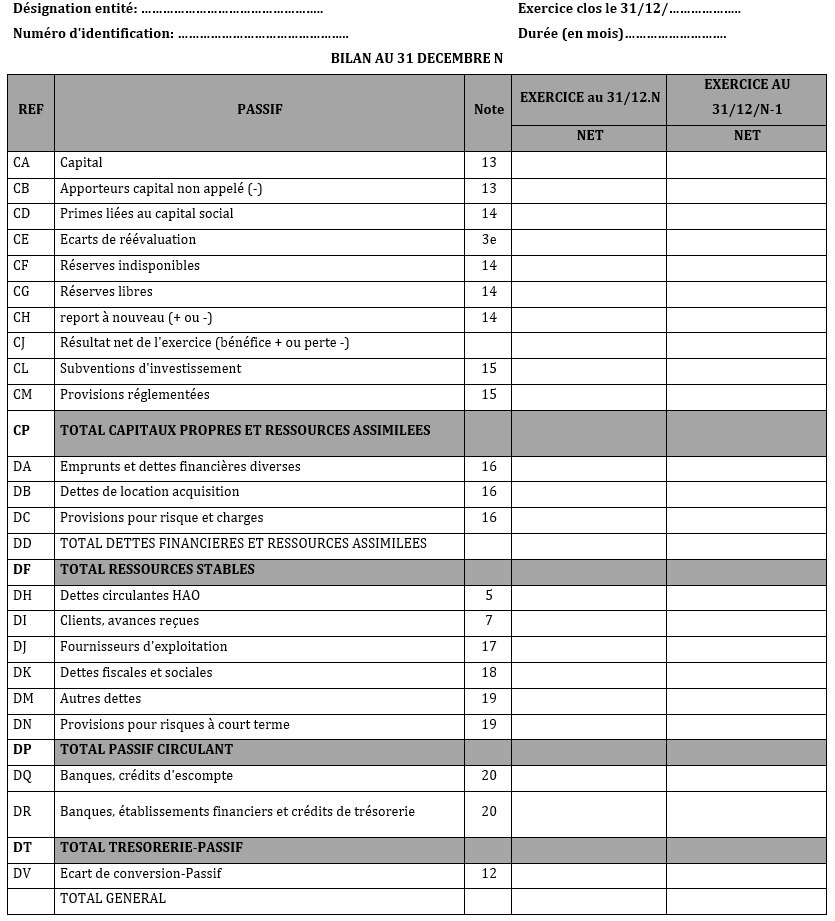 Désignation entité: …………………………………………..
Exercice clos le 31/12/………………..
Numéro d'identification: ………………………………………..
Durée (en mois)……………………….
BILAN AU 31 DECEMBRE N
REF PASSIF Note EXERCICE au 31/12.N EXERCICE AU 31/12/N-1
NET NET
CA Capital 13
CB Apporteurs capital non appelé (-) 13
CD Primes liées au capital social 14
CE Ecarts de réévaluation 3e
CF Réserves indisponibles 14
CG Réserves libres 14
CH report à nouveau (+ ou -) 14
CJ Résultat net de l'exercice (bénéfice + ou perte -)
CL Subventions d'investissement 15
CM Provisions réglementées 15
CP TOTAL CAPITAUX PROPRES ET RESSOURCES ASSIMILEES
DA Emprunts et dettes financières diverses 16
DB Dettes de location acquisition 16
DC Provisions pour risque et charges 16
DD TOTAL DETTES FINANCIERES ET RESSOURCES ASSIMILEES
DF TOTAL RESSOURCES STABLES
DH Dettes circulantes HAO 5
DI Clients, avances reçues 7
DJ Fournisseurs d'exploitation 17
DK Dettes fiscales et sociales 18
DM Autres dettes 19
DN Provisions pour risques à court terme 19
DP TOTAL PASSIF CIRCULANT
DQ Banques, crédits d'escompte 20
DR Banques, établissements financiers et crédits de trésorerie 20
DT TOTAL TRESORERIE-PASSIF
DV Ecart de conversion-Passif 12
TOTAL GENERAL